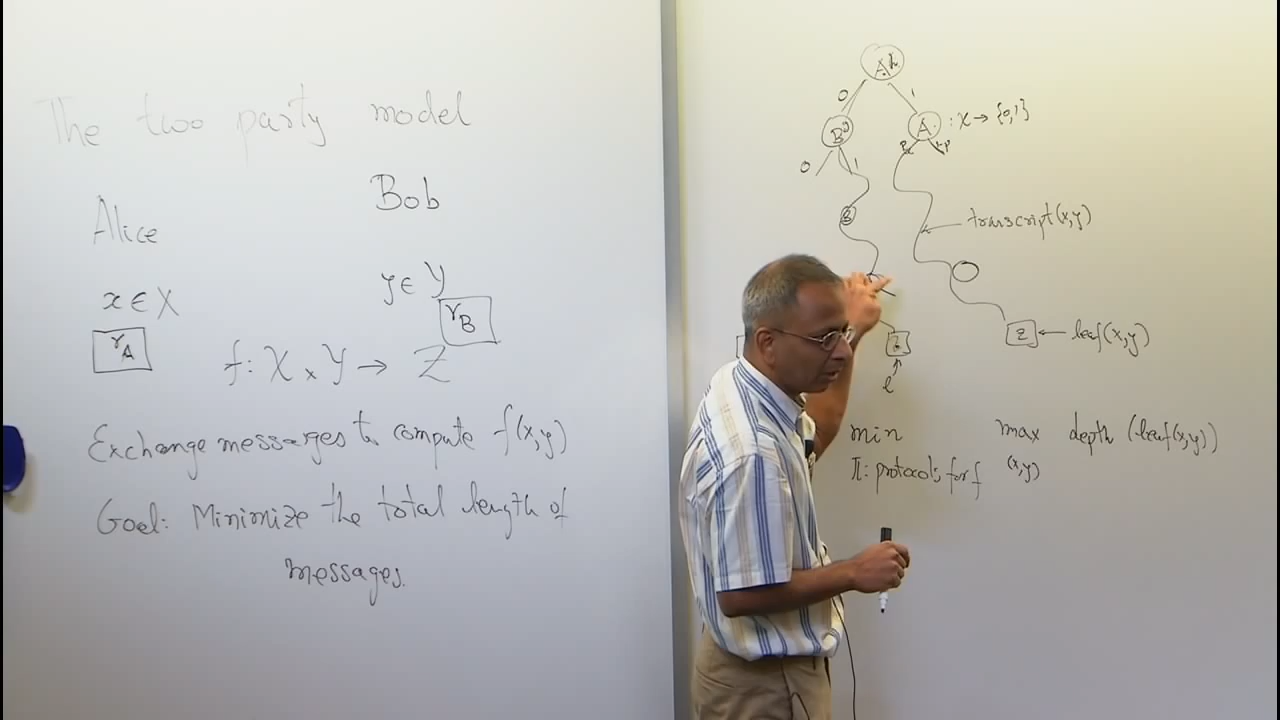 The two party model
Alice
Bob
x ∈ X
y ∈ Y
r_A
r_B
f: X × Y → Z
Exchange messages to compute f(x,y)
Goal: Minimize the total length of
messages.
A
0
1
B
A : X → {0,1}
0
1
B
transcript(x,y)
z ← leaf(x,y)
z
l
min max depth (leaf(x,y))
π: protocols for f (x,y)